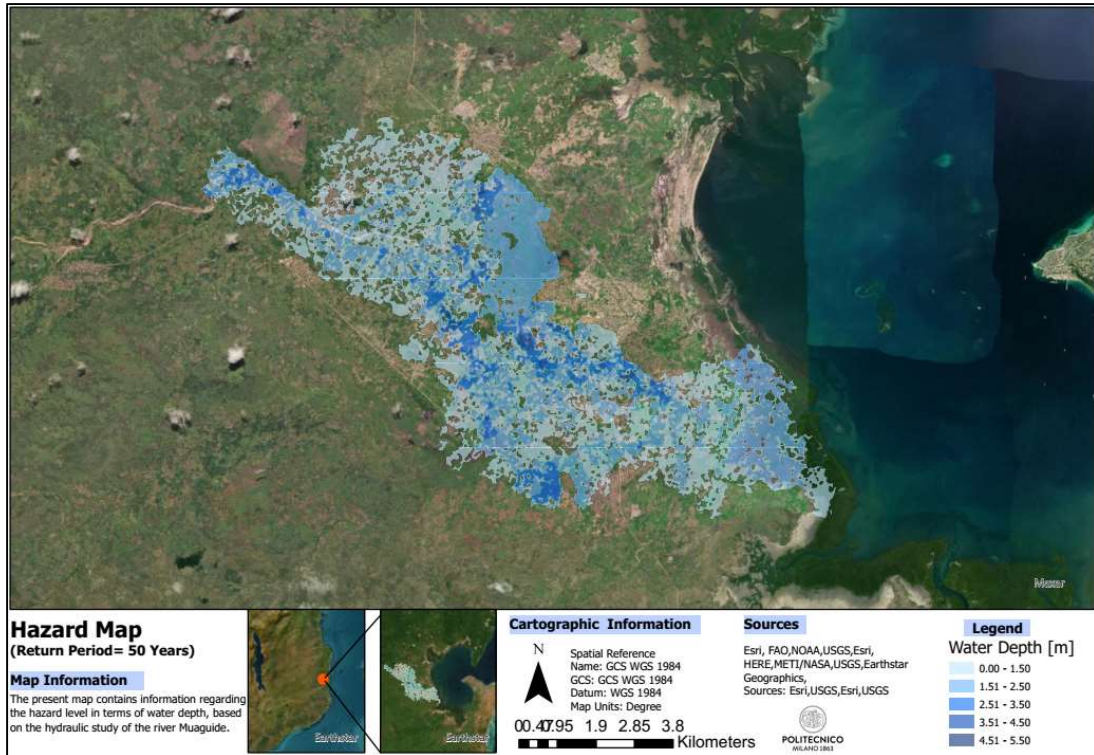 Maxar
Hazard Map
(Return Period= 50 Years)
Map Information
The present map contains information regarding
the hazard level in terms of water depth, based
on the hydraulic study of the river Muaguide.
Earthstar
Earthstar
Cartographic Information
N
Spatial Reference
Name: GCS WGS 1984
GCS: GCS WGS 1984
Datum: WGS 1984
Map Units: Degree
00.470.95 1.9 2.85 3.8
Kilometers
Sources
Esri, FAO,NOAA,USGS,Esri,
HERE,METI/NASA,USGS,Earthstar
Geographics,
Sources: Esri,USGS,Esri,USGS
POLITECNICO
MILANO 1863
Legend
Water Depth [m]
0.00 - 1.50
1.51 - 2.50
2.51 - 3.50
3.51 - 4.50
4.51 - 5.50